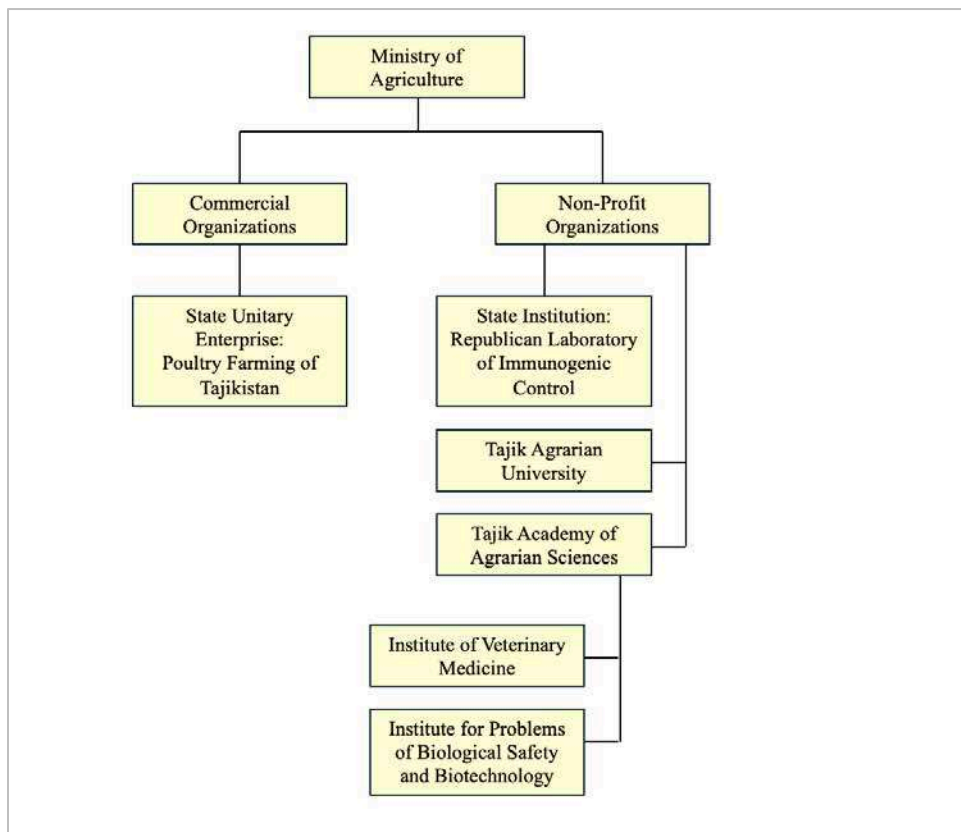 Ministry of
Agriculture
Commercial
Organizations
Non-Profit
Organizations
State Unitary
Enterprise:
Poultry Farming of
Tajikistan
State Institution:
Republican Laboratory
of Immunogenic
Control
Tajik Agrarian
University
Tajik Academy of
Agrarian Sciences
Institute of Veterinary
Medicine
Institute for Problems
of Biological Safety
and Biotechnology